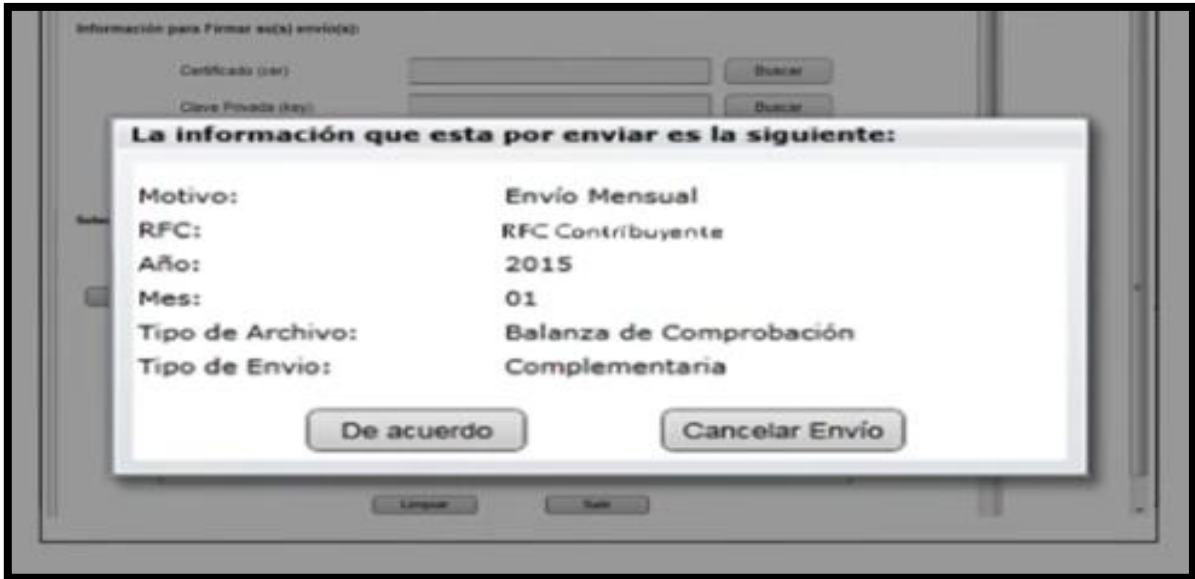 Información para Firmar su(s) envío(s):
Certificado (cer) Buscar
Clave Privada (key) Buscar
La información que esta por enviar es la siguiente:
Motivo: Envío Mensual
RFC: RFC Contribuyente
Año: 2015
Mes: 01
Tipo de Archivo: Balanza de Comprobación
Tipo de Envio: Complementaria
De acuerdo Cancelar Envío
Limpiar Salir